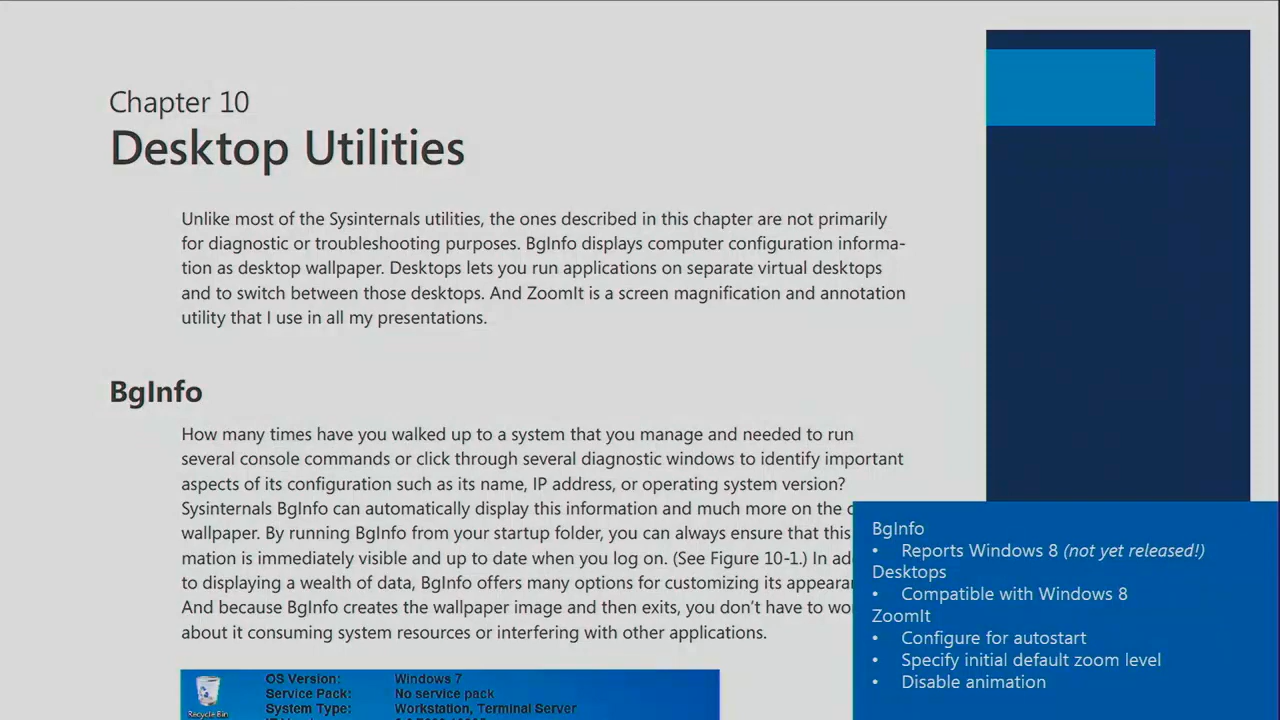 Chapter 10
Desktop Utilities
Unlike most of the Sysinternals utilities, the ones described in this chapter are not primarily
for diagnostic or troubleshooting purposes. BgInfo displays computer configuration informa-
tion as desktop wallpaper. Desktops lets you run applications on separate virtual desktops
and to switch between those desktops. And ZoomIt is a screen magnification and annotation
utility that I use in all my presentations.
BgInfo
How many times have you walked up to a system that you manage and needed to run
several console commands or click through several diagnostic windows to identify important
aspects of its configuration such as its name, IP address, or operating system version?
Sysinternals BgInfo can automatically display this information and much more on the
wallpaper. By running BgInfo from your startup folder, you can always ensure that this
mation is immediately visible and up to date when you log on. (See Figure 10-1.) In
to displaying a wealth of data, BgInfo offers many options for customizing its
And because BgInfo creates the wallpaper image and then exits, you don't have to
about it consuming system resources or interfering with other applications.
BgInfo
• Reports Windows 8 (not yet released!)
Desktops
• Compatible with Windows 8
ZoomIt
• Configure for autostart
• Specify initial default zoom level
• Disable animation
OS Version: Windows 7
Service Pack: No service pack
System Type: Workstation, Terminal Server
Recycle Bin